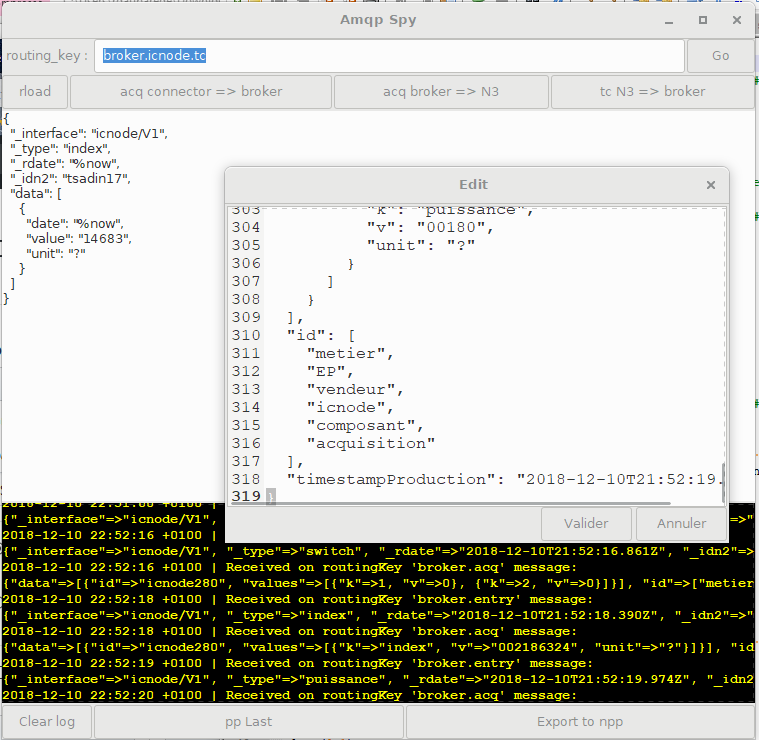 Amqp Spy
routing_key :
broker.icnode.tc
Go
rload
acq connector => broker
acq broker => N3
tc N3 => broker
{
"_interface": "icnode/V1",
"_type": "index",
"_rdate": "%now",
"_idn2": "tsadin17",
"data": [
{
"date": "%now",
"value": "14683",
"unit": "?"
}
]
}
Edit
303 "k": "puissance",
304 "v": "00180",
305 "unit": "?"
306 }
307 ]
308 }
309 ],
310 "id": [
311 "metier",
312 "EP",
313 "vendeur",
314 "icnode",
315 "composant",
316 "acquisition"
317 ],
318 "timestampProduction": "2018-12-10T21:52:19.
319 }
Valider
Annuler
2018-12-10 22:51:00 +0100 |
{"_interface"=>"icnode/V1",
2018-12-10 22:52:16 +0100 |
{"_interface"=>"icnode/V1", "_type"=>"switch", "_rdate"=>"2018-12-10T21:52:16.861Z", "_idn2"=>"
2018-12-10 22:52:16 +0100 | Received on routingKey 'broker.acq' message:
{"data"=>[{"id"=>"icnode280", "values"=>[{"k"=>1, "v"=>0}, {"k"=>2, "v"=>0}]}], "id"=>["metier
2018-12-10 22:52:18 +0100 | Received on routingKey 'broker.entry' message:
{"_interface"=>"icnode/V1", "_type"=>"index", "_rdate"=>"2018-12-10T21:52:18.390Z", "_idn2"=>"
2018-12-10 22:52:18 +0100 | Received on routingKey 'broker.acq' message:
{"data"=>[{"id"=>"icnode280", "values"=>[{"k"=>"index", "v"=>"002186324", "unit"=>"?"}]}], "id
2018-12-10 22:52:19 +0100 | Received on routingKey 'broker.entry' message:
{"_interface"=>"icnode/V1", "_type"=>"puissance", "_rdate"=>"2018-12-10T21:52:19.974Z", "_idn2
2018-12-10 22:52:20 +0100 | Received on routingKey 'broker.acq' message:
Clear log
pp Last
Export to npp